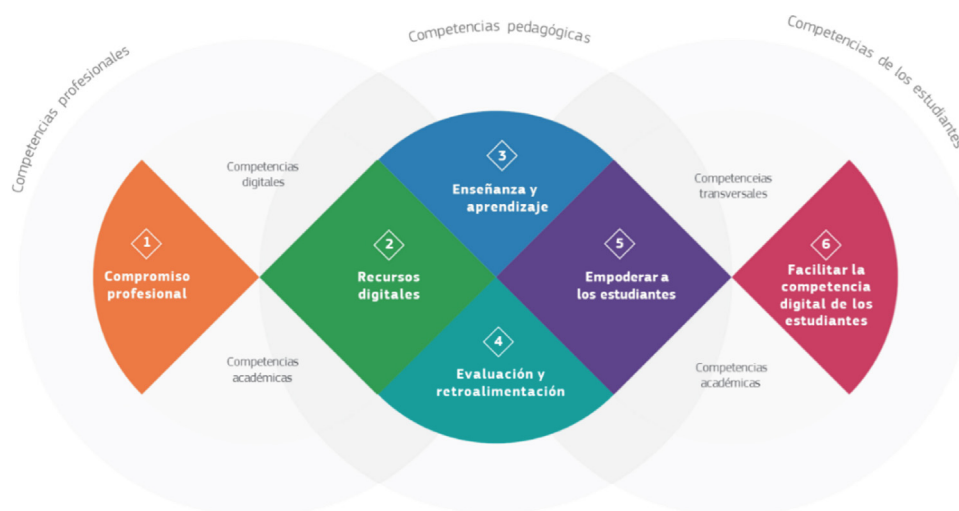 Competencias profesionales
Competencias pedagógicas
Competencias de los estudiantes
Competencias
digitales
Competencias
académicas
1
Compromiso
profesional
2
Recursos
digitales
3
Enseñanza y
aprendizaje
4
Evaluación y
retroalimentación
5
Empoderar a
los estudiantes
Competenceias
transversales
Competencias
académicas
6
Facilitar la
competencia
digital de los
estudiantes